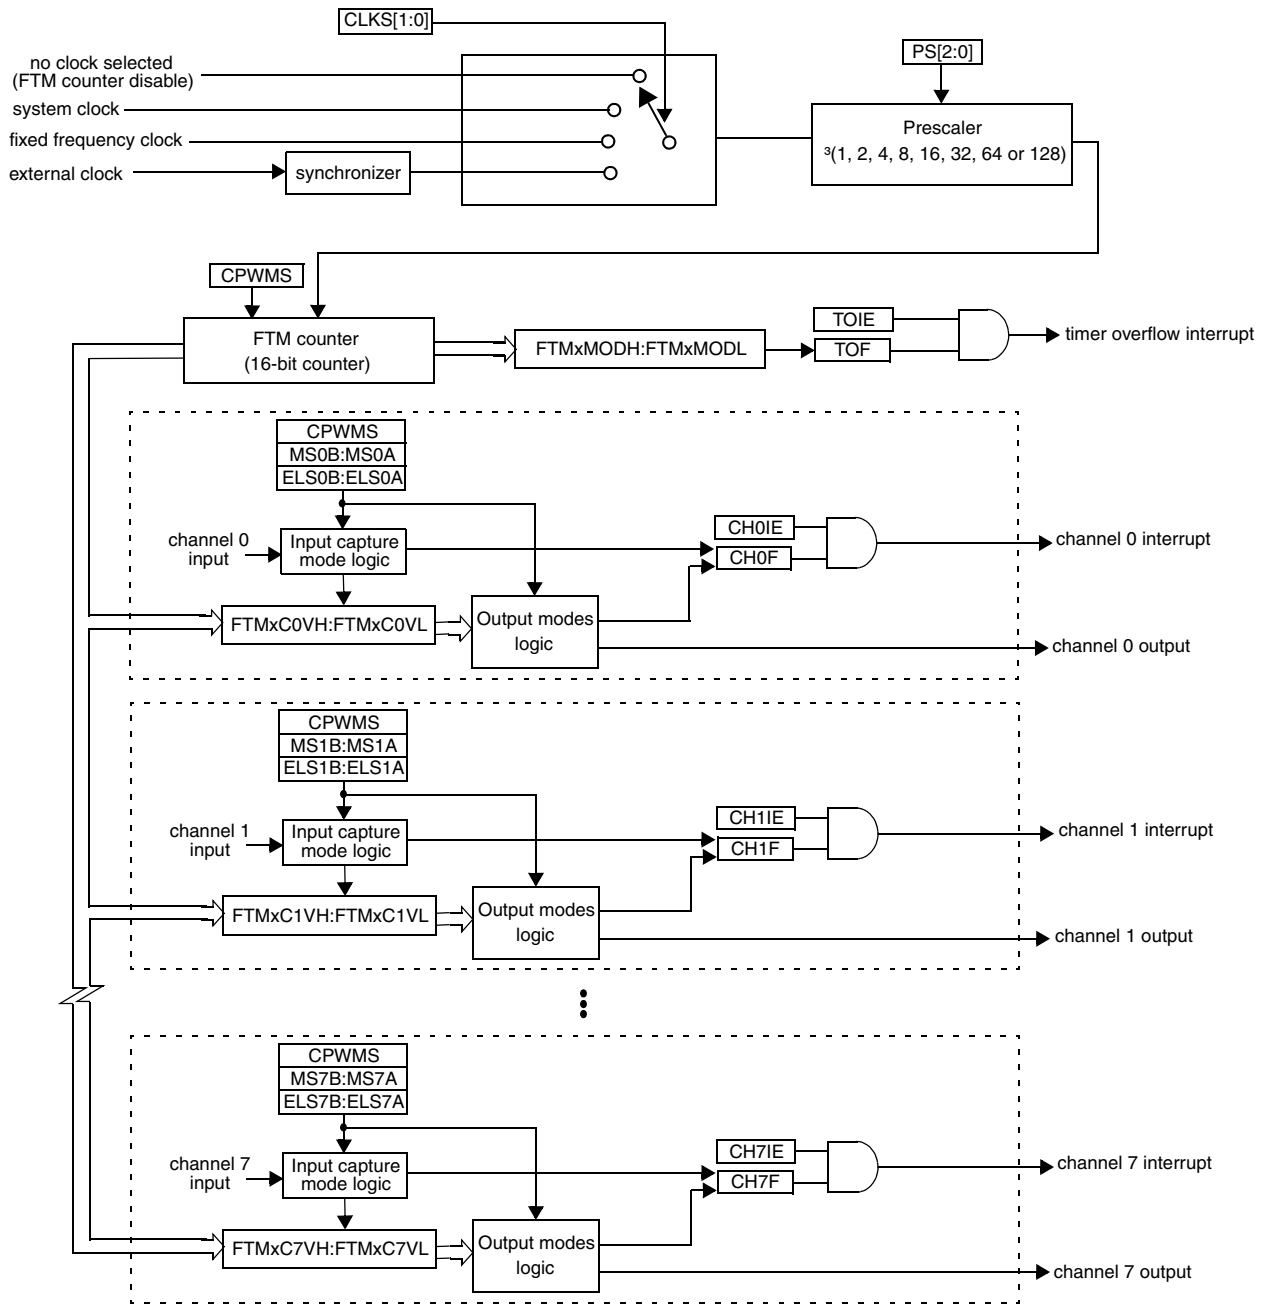 CLKS[1:0]
PS[2:0]
no clock selected
(FTM counter disable)
system clock
fixed frequency clock
external clock
synchronizer
Prescaler
³(1, 2, 4, 8, 16, 32, 64 or 128)
CPWMS
FTM counter
(16-bit counter)
FTMxMODH:FTMxMODL
TOIE
TOF
timer overflow interrupt
CPWMS
MS0B:MS0A
ELS0B:ELS0A
channel 0
input
Input capture
mode logic
CH0IE
CH0F
channel 0 interrupt
FTMxC0VH:FTMxC0VL
Output modes
logic
channel 0 output
CPWMS
MS1B:MS1A
ELS1B:ELS1A
channel 1
input
Input capture
mode logic
CH1IE
CH1F
channel 1 interrupt
FTMxC1VH:FTMxC1VL
Output modes
logic
channel 1 output
CPWMS
MS7B:MS7A
ELS7B:ELS7A
channel 7
input
Input capture
mode logic
CH7IE
CH7F
channel 7 interrupt
FTMxC7VH:FTMxC7VL
Output modes
logic
channel 7 output